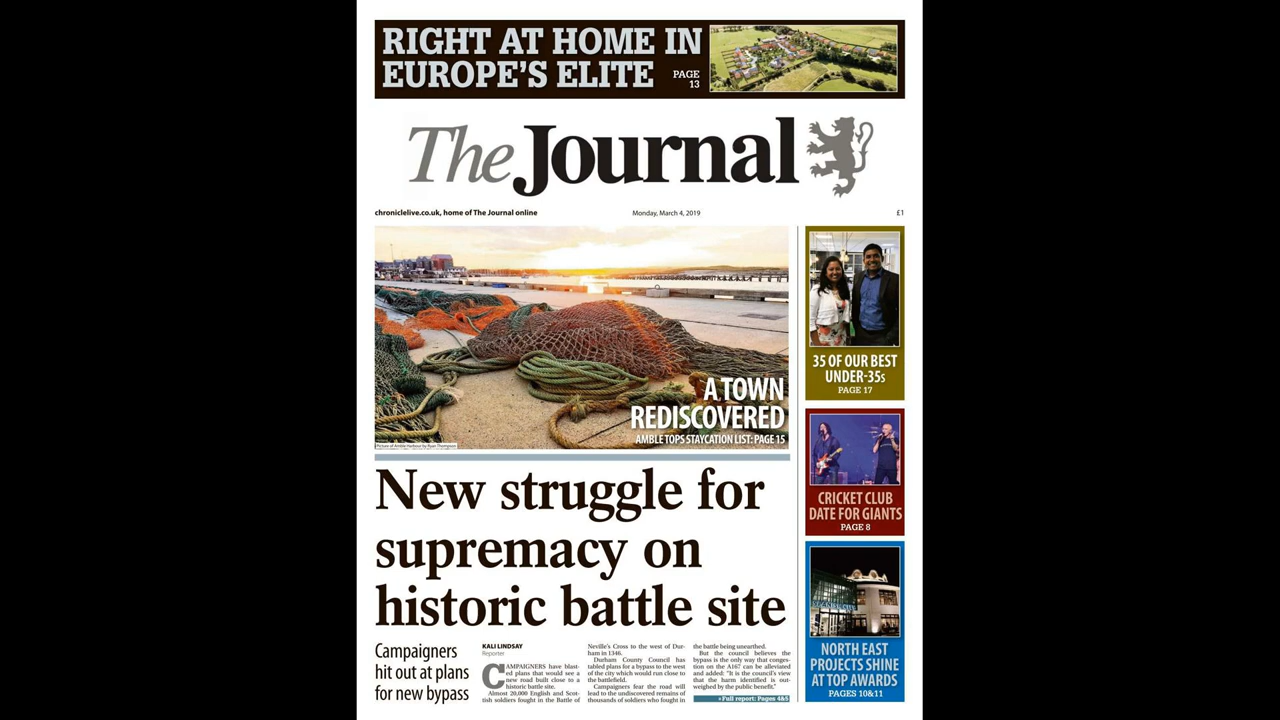 RIGHT AT HOME IN
EUROPE'S ELITE
PAGE
13
The Journal
chroniclelive.co.uk, home of The Journal online
Monday, March 4, 2019
£1
A TOWN
REDISCOVERED
AMBLE TOPS STAYCATION LIST: PAGE 15
Picture of Amble Harbour by Ryan Thompson
35 OF OUR BEST
UNDER-35s
PAGE 17
CRICKET CLUB
DATE FOR GIANTS
PAGE 8
SPANISH CITY
NORTH EAST
PROJECTS SHINE
AT TOP AWARDS
PAGES 10&11
New struggle for
supremacy on
historic battle site
Campaigners
hit out at plans
for new bypass
KALI LINDSAY
Reporter
CAMPAIGNERS have blast-
ed plans that would see a
new road built close to a
historic battle site.
Almost 20,000 English and Scot-
tish soldiers fought in the Battle of
Neville's Cross to the west of Dur-
ham in 1346.
Durham County Council has
tabled plans for a bypass to the west
of the city which would run close to
the battlefield.
Campaigners fear the road will
lead to the undiscovered remains of
thousands of soldiers who fought in
the battle being unearthed.
But the council believes the
bypass is the only way that conges-
tion on the A167 can be alleviated
and added: "It is the council's view
that the harm identified is out-
weighed by the public benefit."
»Full report: Pages 4&5